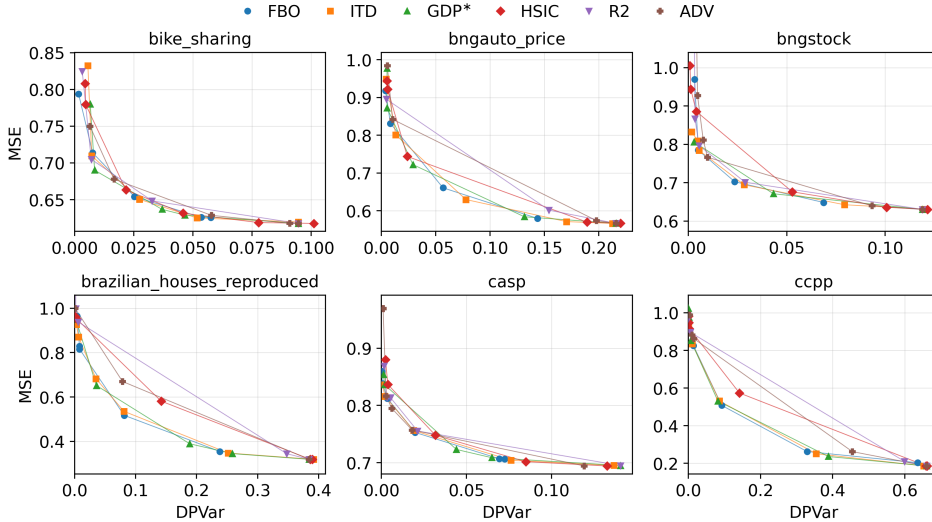 FBO ITD GDP* HSIC R2 ADV
bike_sharing bngauto_price bngstock
MSE
0.85
0.80
0.75
0.70
0.65
0.00 0.025 0.050 0.075 0.100
1.0
0.9
0.8
0.7
0.6
0.00 0.05 0.10 0.15 0.20
1.0
0.9
0.8
0.7
0.6
0.00 0.05 0.10
brazilian_houses_reproduced casp ccpp
MSE
1.0
0.8
0.6
0.4
0.0 0.1 0.2 0.3 0.4
0.9
0.8
0.7
0.00 0.05 0.10
1.0
0.8
0.6
0.4
0.2
0.0 0.2 0.4 0.6
DPVar DPVar DPVar